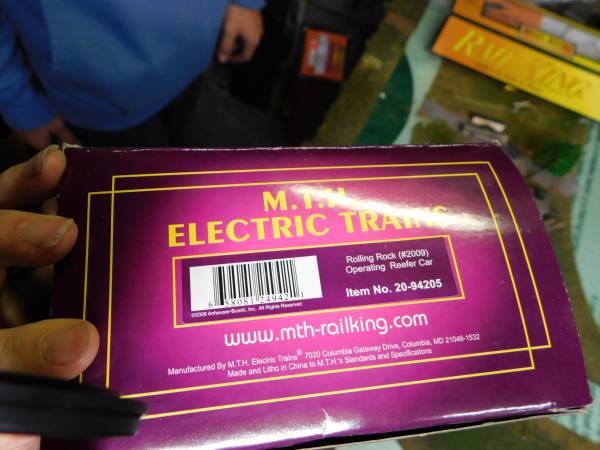 RAIL KING
M.T.H.
ELECTRIC TRAINS
Rolling Rock (#2009)
Operating Reefer Car
Item No. 20-94205
©2008 Anheuser-Busch, Inc. All Rights Reserved
www.mth-railking.com
Manufactured By M.T.H. Electric Trains® 7020 Columbia Gateway Drive, Columbia, MD 21046-1532
Made and Litho in China to M.T.H.'s Standards and Specifications